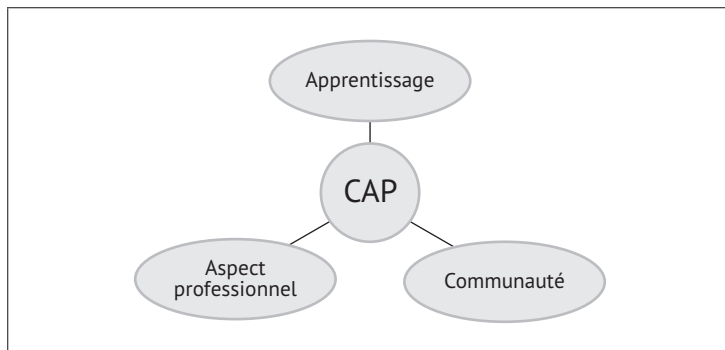 Apprentissage
CAP
Aspect
professionnel
Communauté